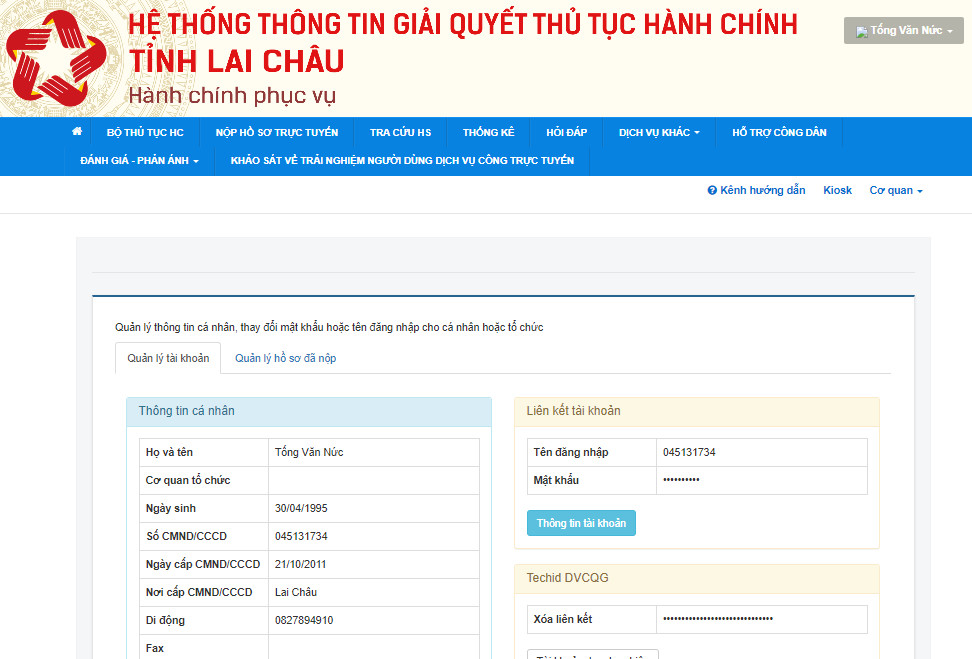 HỆ THỐNG THÔNG TIN GIẢI QUYẾT THỦ TỤC HÀNH CHÍNH
TỈNH LAI CHÂU
Hành chính phục vụ
Tống Văn Nức
BỘ THỦ TỤC HC
NỘP HỒ SƠ TRỰC TUYẾN
TRA CỨU HS
THỐNG KÊ
HỎI ĐÁP
DỊCH VỤ KHÁC
HỖ TRỢ CÔNG DÂN
ĐÁNH GIÁ - PHẢN ÁNH
KHẢO SÁT VỀ TRẢI NGHIỆM NGƯỜI DÙNG DỊCH VỤ CÔNG TRỰC TUYẾN
Kênh hướng dẫn
Kiosk
Cơ quan
Quản lý thông tin cá nhân, thay đổi mật khẩu hoặc tên đăng nhập cho cá nhân hoặc tổ chức
Quản lý tài khoản
Quản lý hồ sơ đã nộp
Thông tin cá nhân
Họ và tên
Tống Văn Nức
Cơ quan tổ chức
Ngày sinh
30/04/1995
Số CMND/CCCD
045131734
Ngày cấp CMND/CCCD
21/10/2011
Nơi cấp CMND/CCCD
Lai Châu
Di động
0827894910
Fax
Liên kết tài khoản
Tên đăng nhập
045131734
Mật khẩu
••••••••••
Thông tin tài khoản
Techid DVCQG
Xóa liên kết
••••••••••••••••••••••••••••••